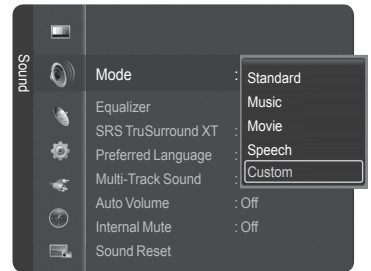 Sound
Mode :
Standard
Music
Movie
Speech
Custom
Equalizer
SRS TruSurround XT :
Preferred Language :
Multi-Track Sound :
Auto Volume : Off
Internal Mute : Off
Sound Reset